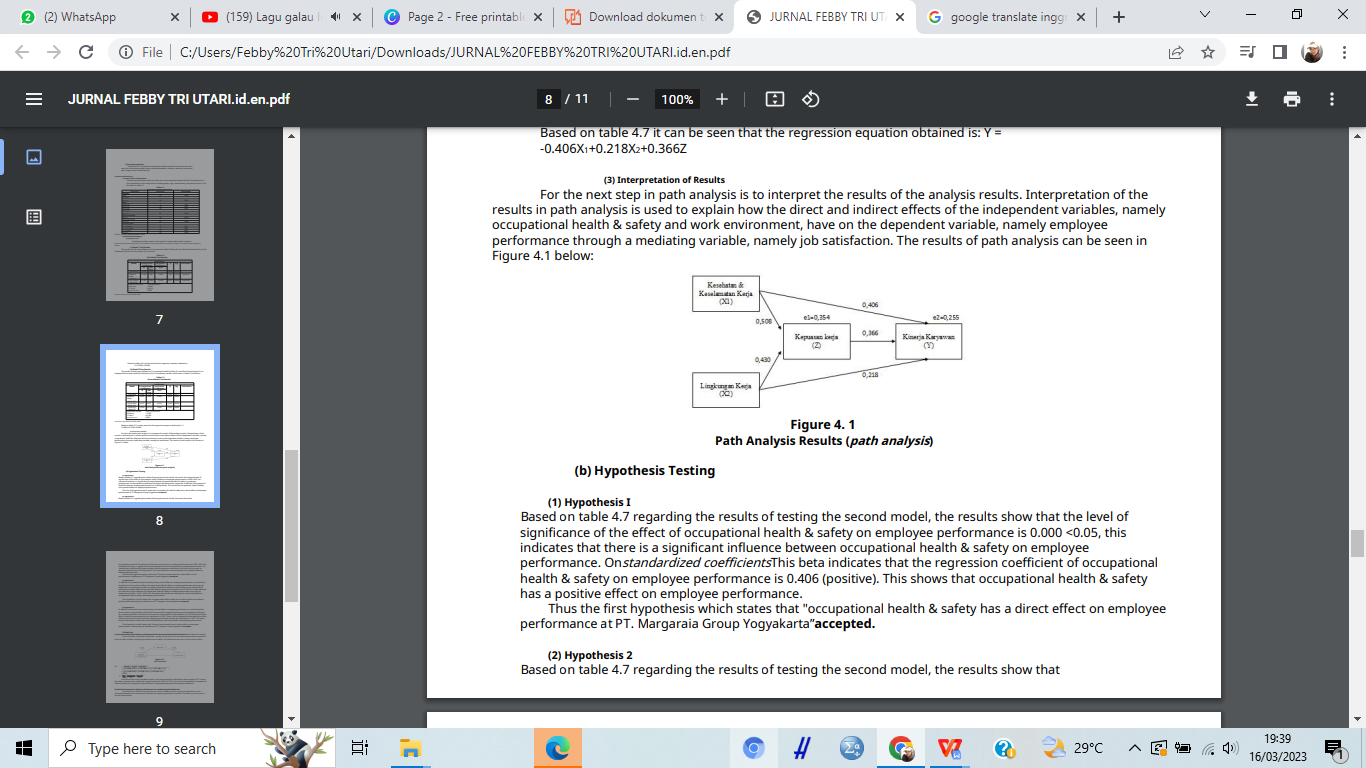 (2) WhatsApp
(159) Lagu galau
Page 2 - Free printabl
Download dokumen t
JURNAL FEBBY TRI UT
google translate ingg
File
C:/Users/Febby%20Tri%20Utari/Downloads/JURNAL%20FEBBY%20TRI%20UTARI.id.en.pdf
JURNAL FEBBY TRI UTARI.id.en.pdf
8 / 11
100%
7
8
9
Based on table 4.7 it can be seen that the regression equation obtained is: Y =
-0.406X1+0.218X2+0.366Z
(3) Interpretation of Results
For the next step in path analysis is to interpret the results of the analysis results. Interpretation of the
results in path analysis is used to explain how the direct and indirect effects of the independent variables, namely
occupational health & safety and work environment, have on the dependent variable, namely employee
performance through a mediating variable, namely job satisfaction. The results of path analysis can be seen in
Figure 4.1 below:
Kesehatan &
Keselamatan Kerja
(X1)
0,406
0,508
e1=0,354
e2=0,255
Kepuasan kerja
(Z)
0,366
Kinerja Karyawan
(Y)
0,430
0,218
Lingkungan Kerja
(X2)
Figure 4. 1
Path Analysis Results (path analysis)
(b) Hypothesis Testing
(1) Hypothesis I
Based on table 4.7 regarding the results of testing the second model, the results show that the level of
significance of the effect of occupational health & safety on employee performance is 0.000 <0.05, this
indicates that there is a significant influence between occupational health & safety on employee
performance. Onstandardized coefficientsThis beta indicates that the regression coefficient of occupational
health & safety on employee performance is 0.406 (positive). This shows that occupational health & safety
has a positive effect on employee performance.
Thus the first hypothesis which states that "occupational health & safety has a direct effect on employee
performance at PT. Margaraia Group Yogyakarta"accepted.
(2) Hypothesis 2
Based on table 4.7 regarding the results of testing the second model, the results show that
Type here to search
29°C
19:39
16/03/2023
1